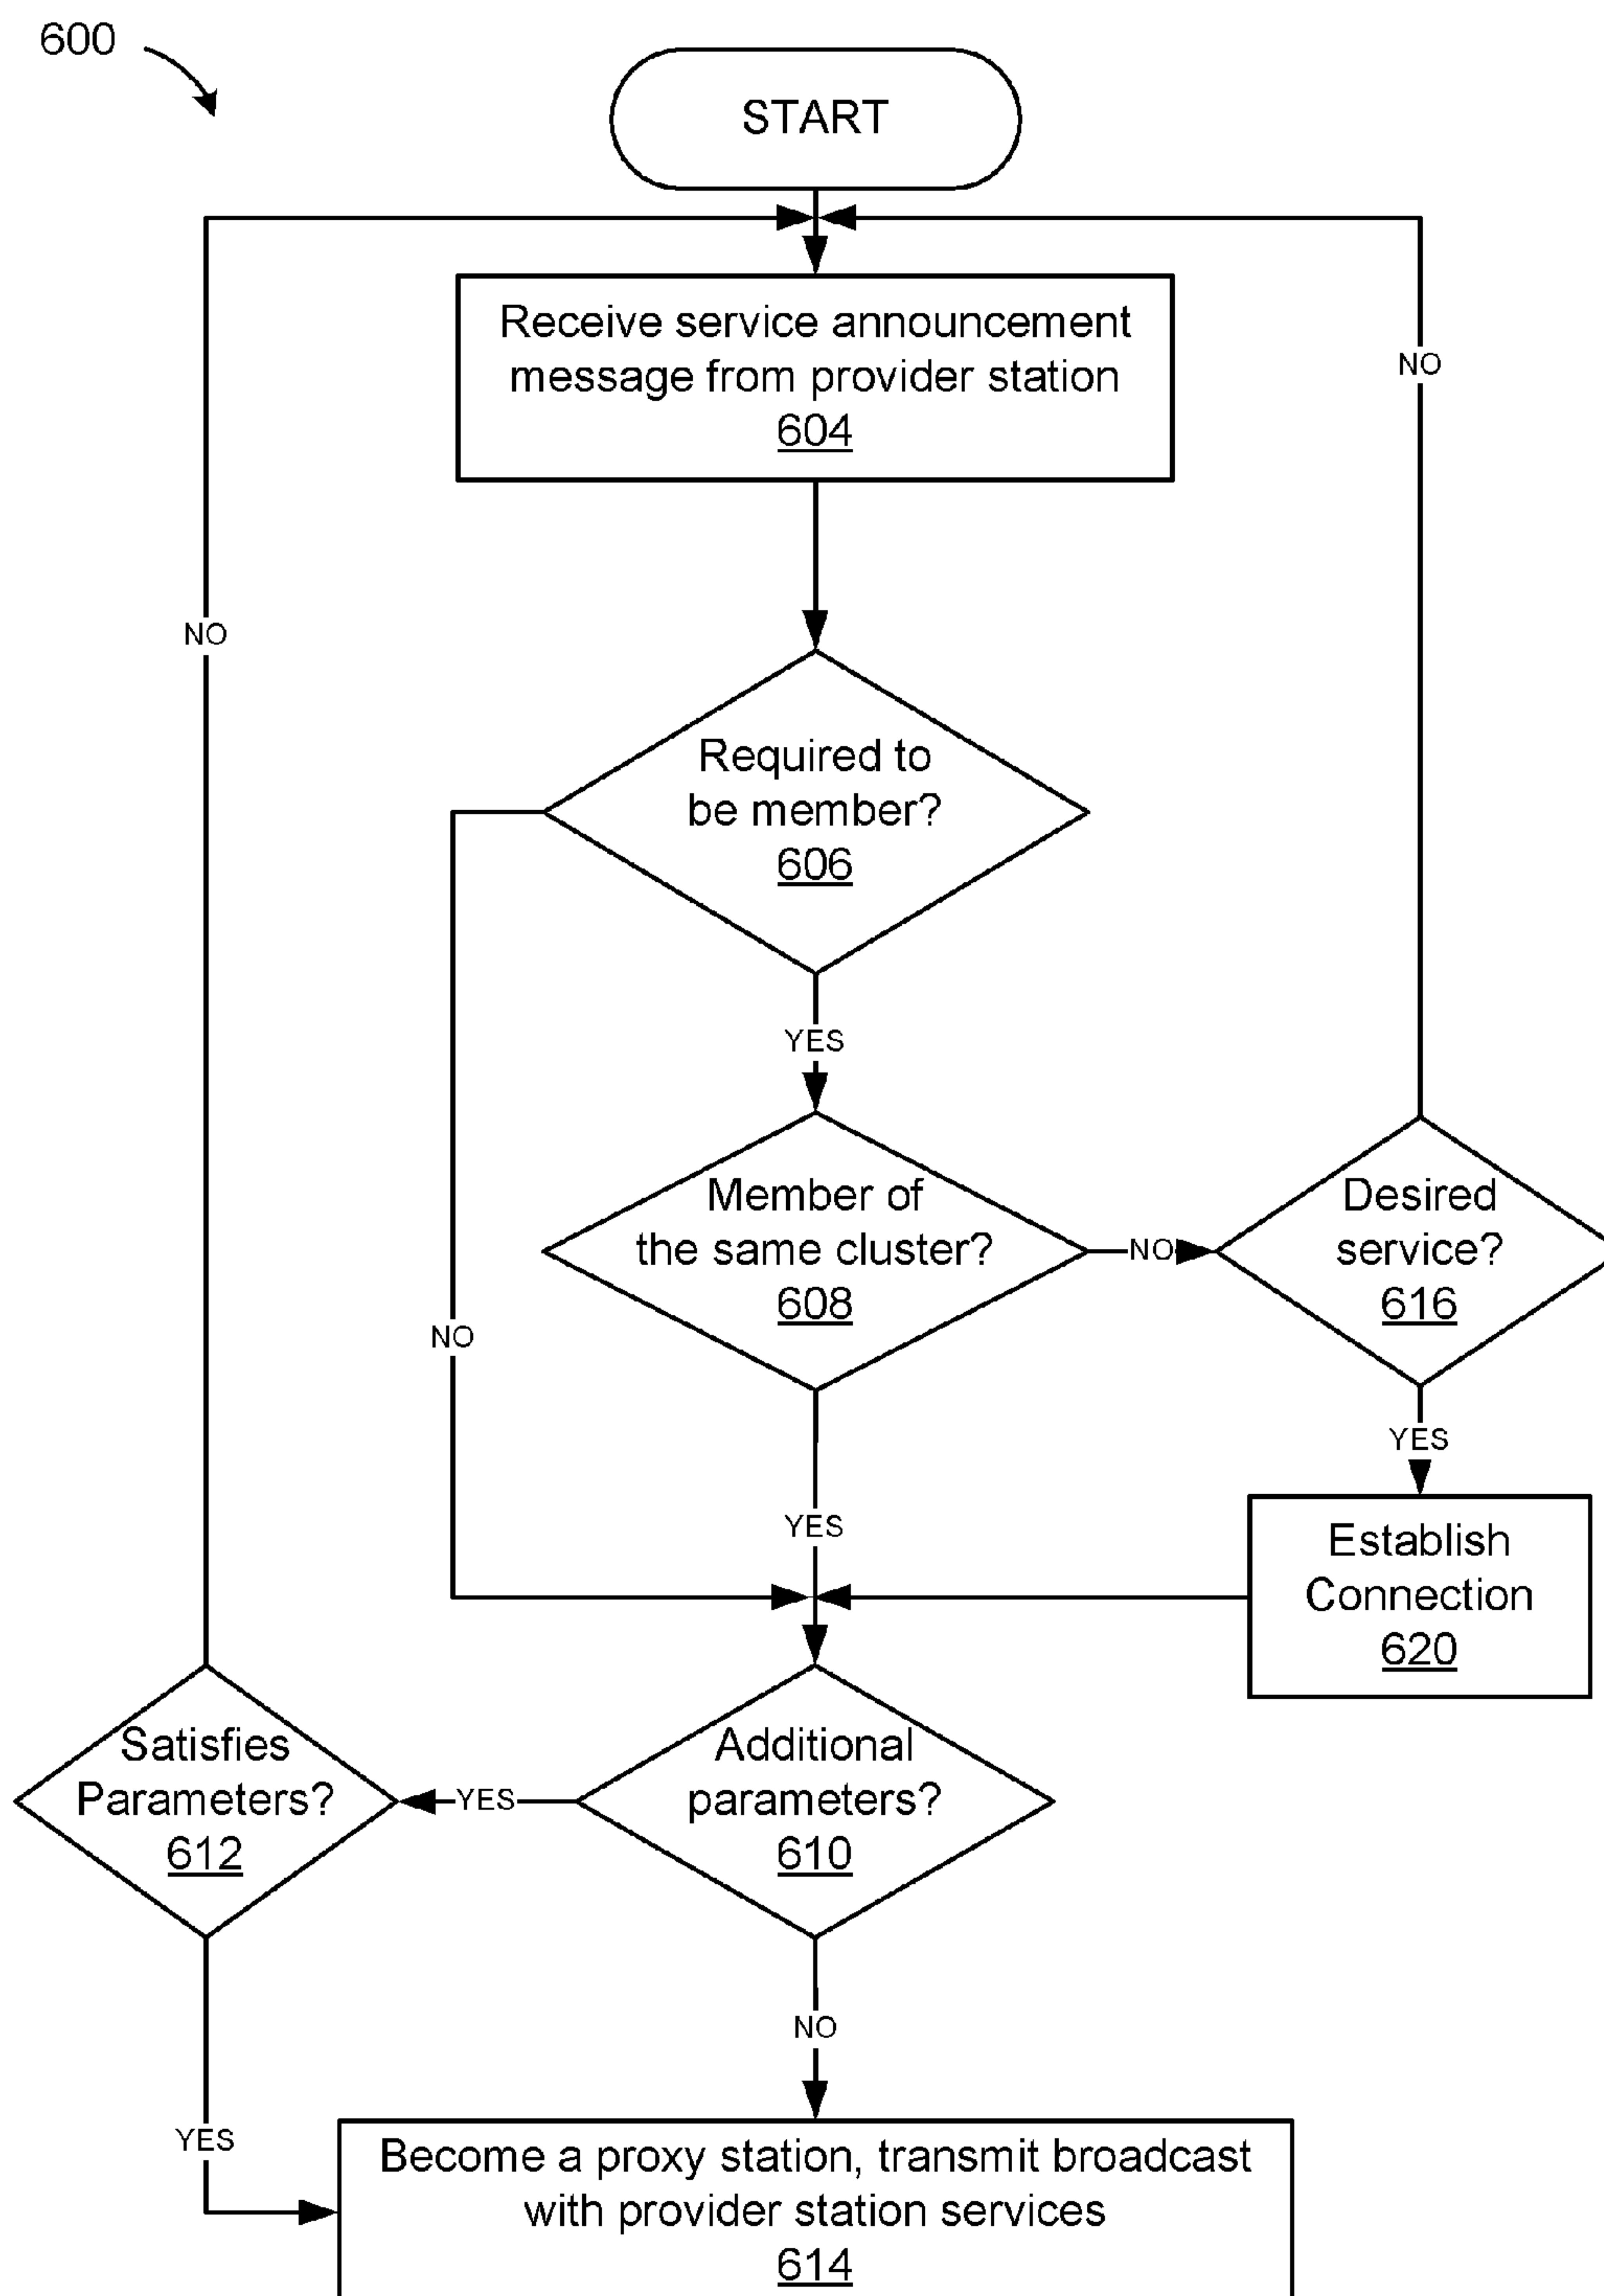 600
START
Receive service announcement
message from provider station
604
NO
NO
Required to
be member?
606
YES
Member of
the same cluster?
608
NO
Desired
service?
616
NO
YES
YES
Establish
Connection
620
Satisfies
Parameters?
612
YES
Additional
parameters?
610
NO
YES
Become a proxy station, transmit broadcast
with provider station services
614